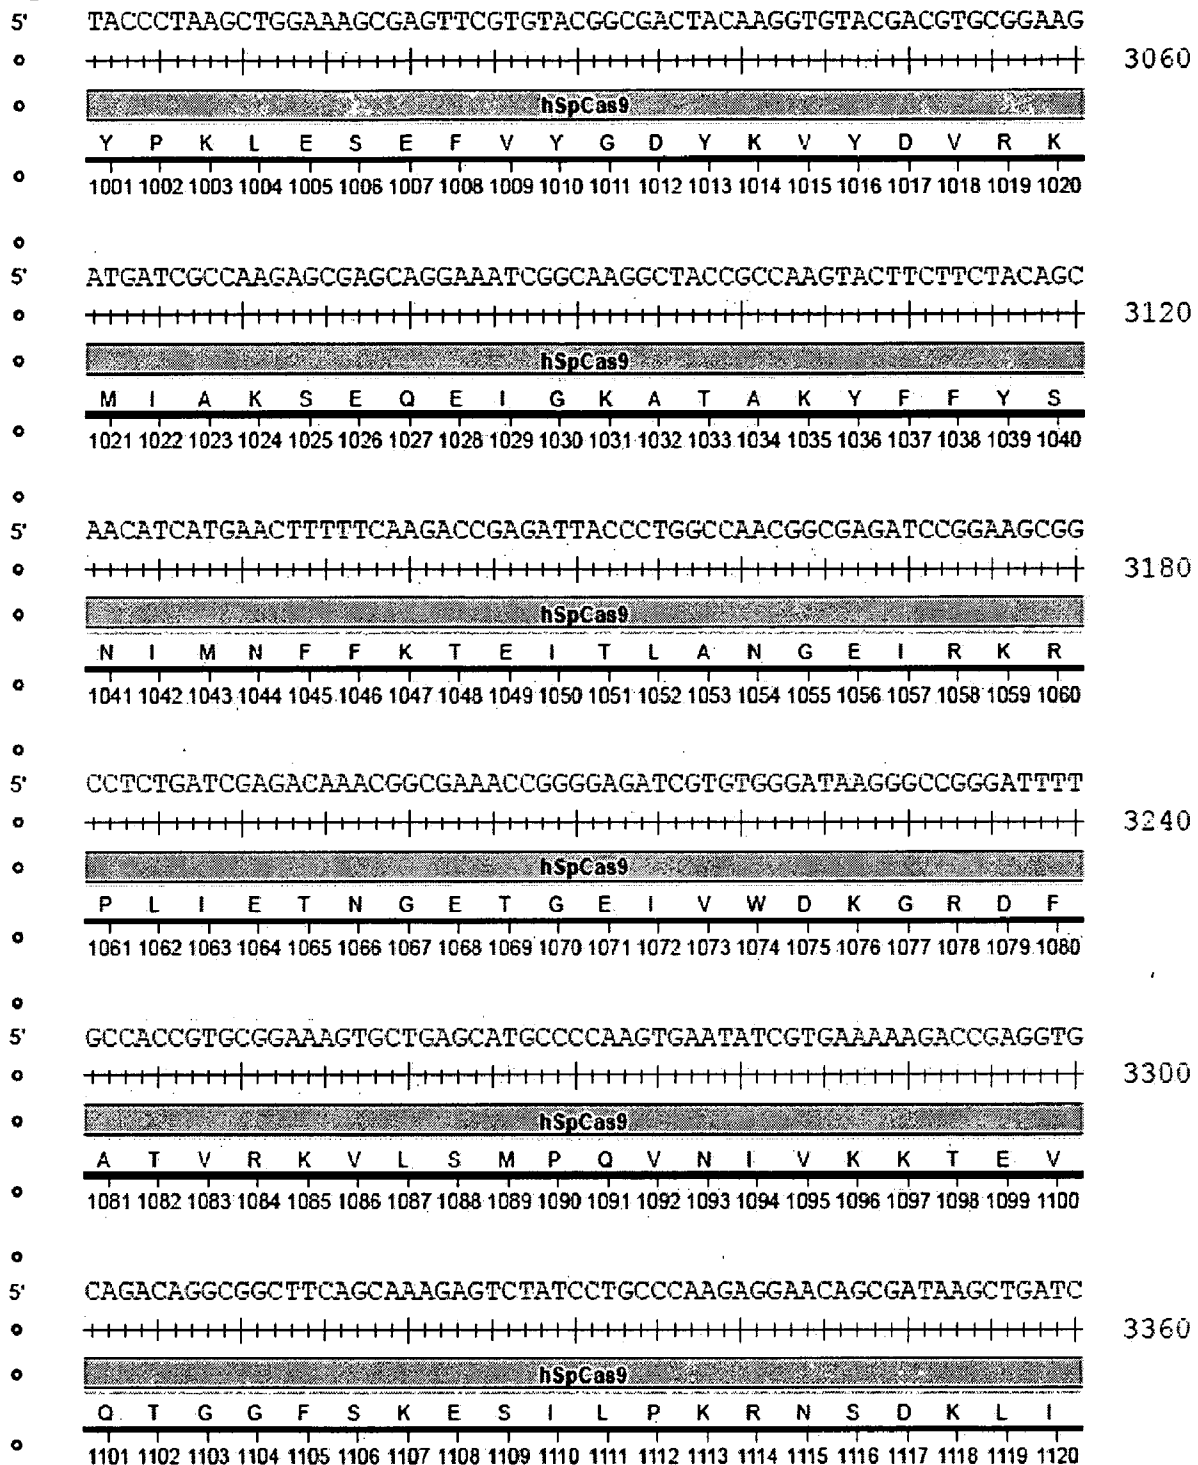 5' TACCCTAAGCTGGAAAGCGAGTTCGTGTACGGCGACTACAAGGTGTACGACGTGCGGAAG
3060
hSpCas9
Y P K L E S E F V Y G D Y K V Y D V R K
1001 1002 1003 1004 1005 1006 1007 1008 1009 1010 1011 1012 1013 1014 1015 1016 1017 1018 1019 1020
5' ATGATCGCCAAGAGCGAGCAGGAAATCGGCAAGGCTACCGCCAAGTACTTCTTCTACAGC
3120
hSpCas9
M I A K S E Q E I G K A T A K Y F F Y S
1021 1022 1023 1024 1025 1026 1027 1028 1029 1030 1031 1032 1033 1034 1035 1036 1037 1038 1039 1040
5' AACATCATGAACTTTTTCAAGACCGAGATTACCCTGGCCAACGGCGAGATCCGGAAGCGG
3180
hSpCas9
N I M N F F K T E I T L A N G E I R K R
1041 1042 1043 1044 1045 1046 1047 1048 1049 1050 1051 1052 1053 1054 1055 1056 1057 1058 1059 1060
5' CCTCTGATCGAGACAAACGGCGAAACCGGGGAGATCGTGTGGGATAAGGGCCGGGATTTT
3240
hSpCas9
P L I E T N G E T G E I V W D K G R D F
1061 1062 1063 1064 1065 1066 1067 1068 1069 1070 1071 1072 1073 1074 1075 1076 1077 1078 1079 1080
5' GCCACCGTGCGGAAAGTGCTGAGCATGCCCCAAGTGAATATCGTGAAAAAGACCGAGGTG
3300
hSpCas9
A T V R K V L S M P Q V N I V K K T E V
1081 1082 1083 1084 1085 1086 1087 1088 1089 1090 1091 1092 1093 1094 1095 1096 1097 1098 1099 1100
5' CAGACAGGCGGCTTCAGCAAAGAGTCTATCCTGCCCAAGAGGAACAGCGATAAGCTGATC
3360
hSpCas9
Q T G G F S K E S I L P K R N S D K L I
1101 1102 1103 1104 1105 1106 1107 1108 1109 1110 1111 1112 1113 1114 1115 1116 1117 1118 1119 1120